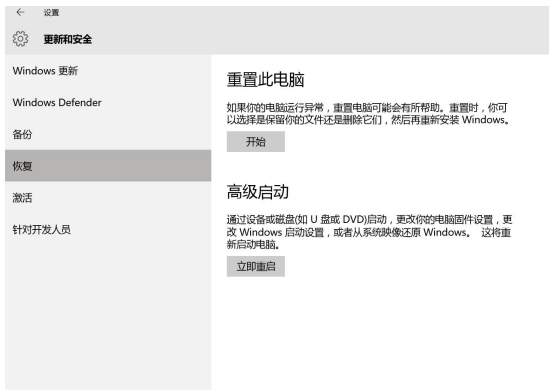 设置
更新和安全
Windows 更新
Windows Defender
备份
恢复
激活
针对开发人员
重置此电脑
如果你的电脑运行异常，重置电脑可能会有所帮助。重置时，你可
以选择是保留你的文件还是删除它们，然后再重新安装 Windows。
开始
高级启动
通过设备或磁盘(如 U 盘或 DVD)启动，更改你的电脑固件设置，更
改 Windows 启动设置，或者从系统映像还原 Windows。 这将重
新启动电脑。
立即重启